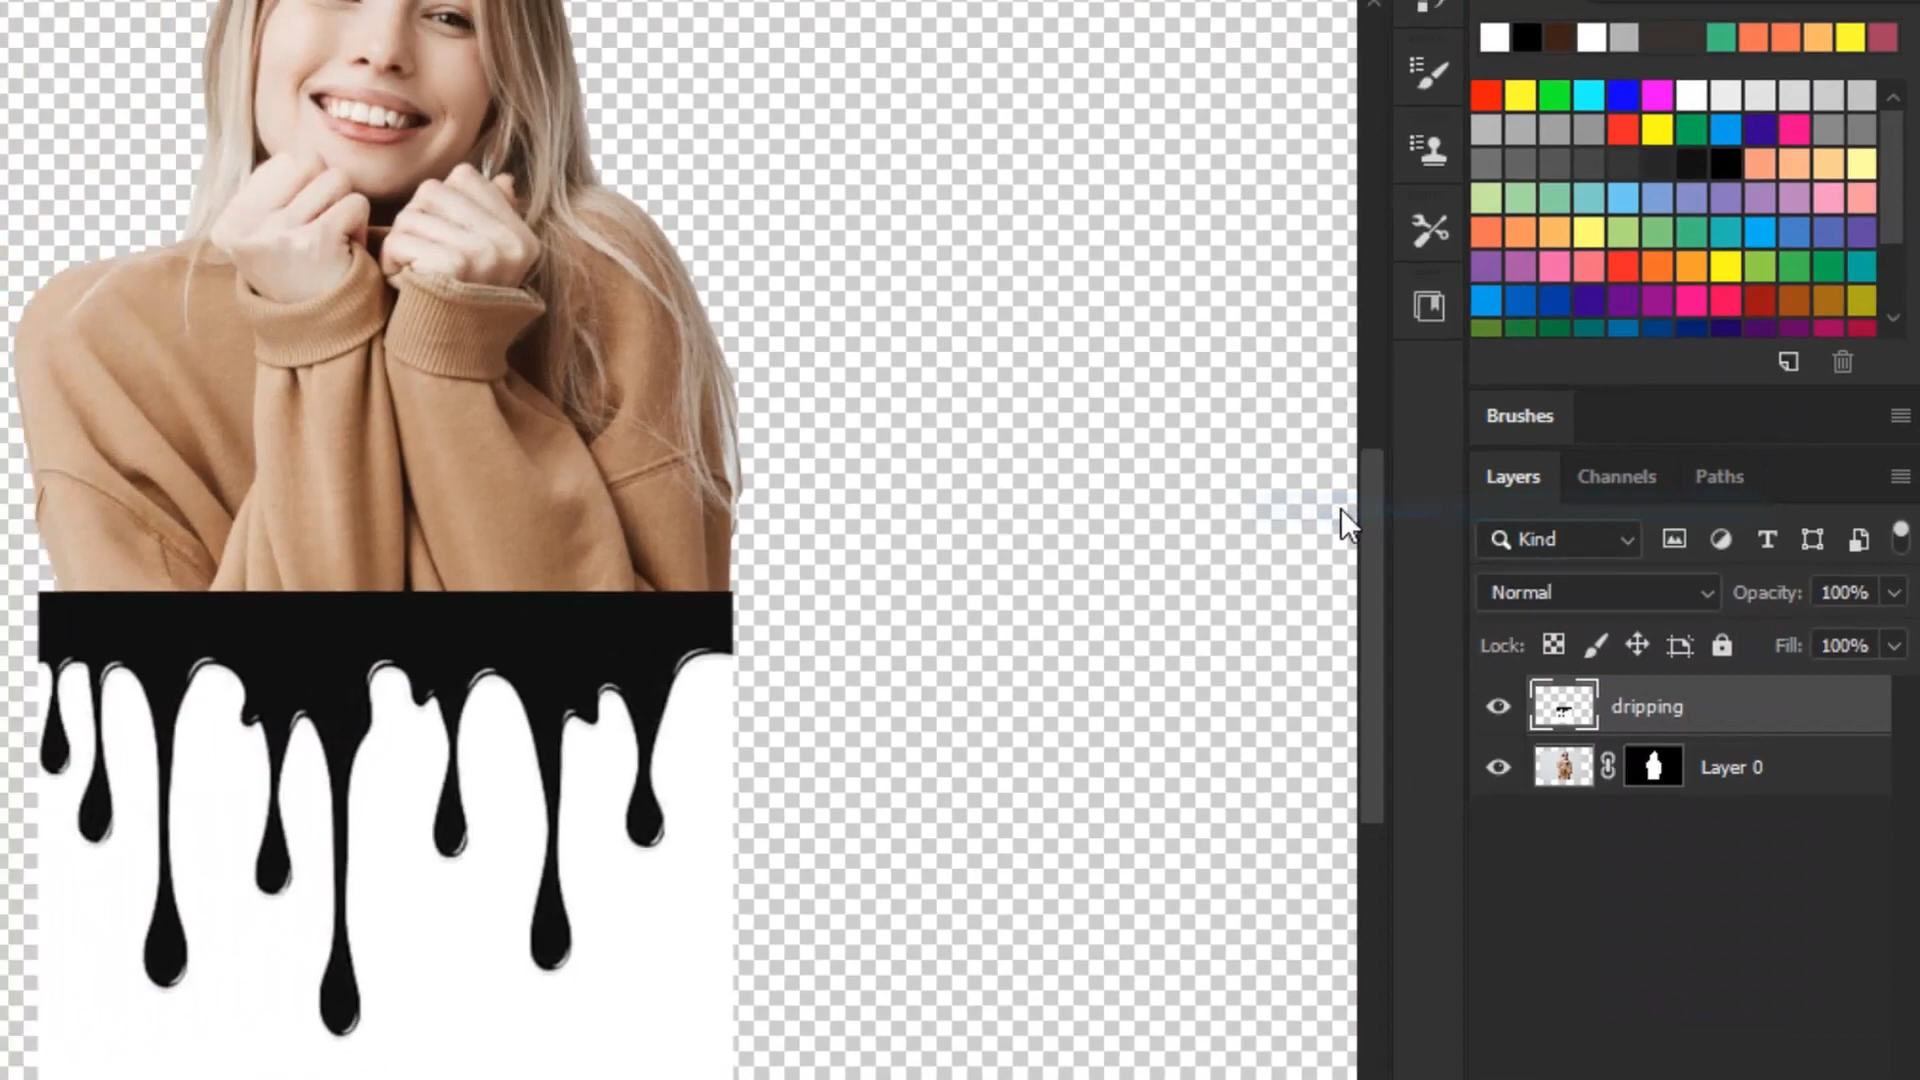 Brushes
Layers Channels Paths
Kind
Normal Opacity: 100%
Lock: Fill: 100%
dripping
Layer 0